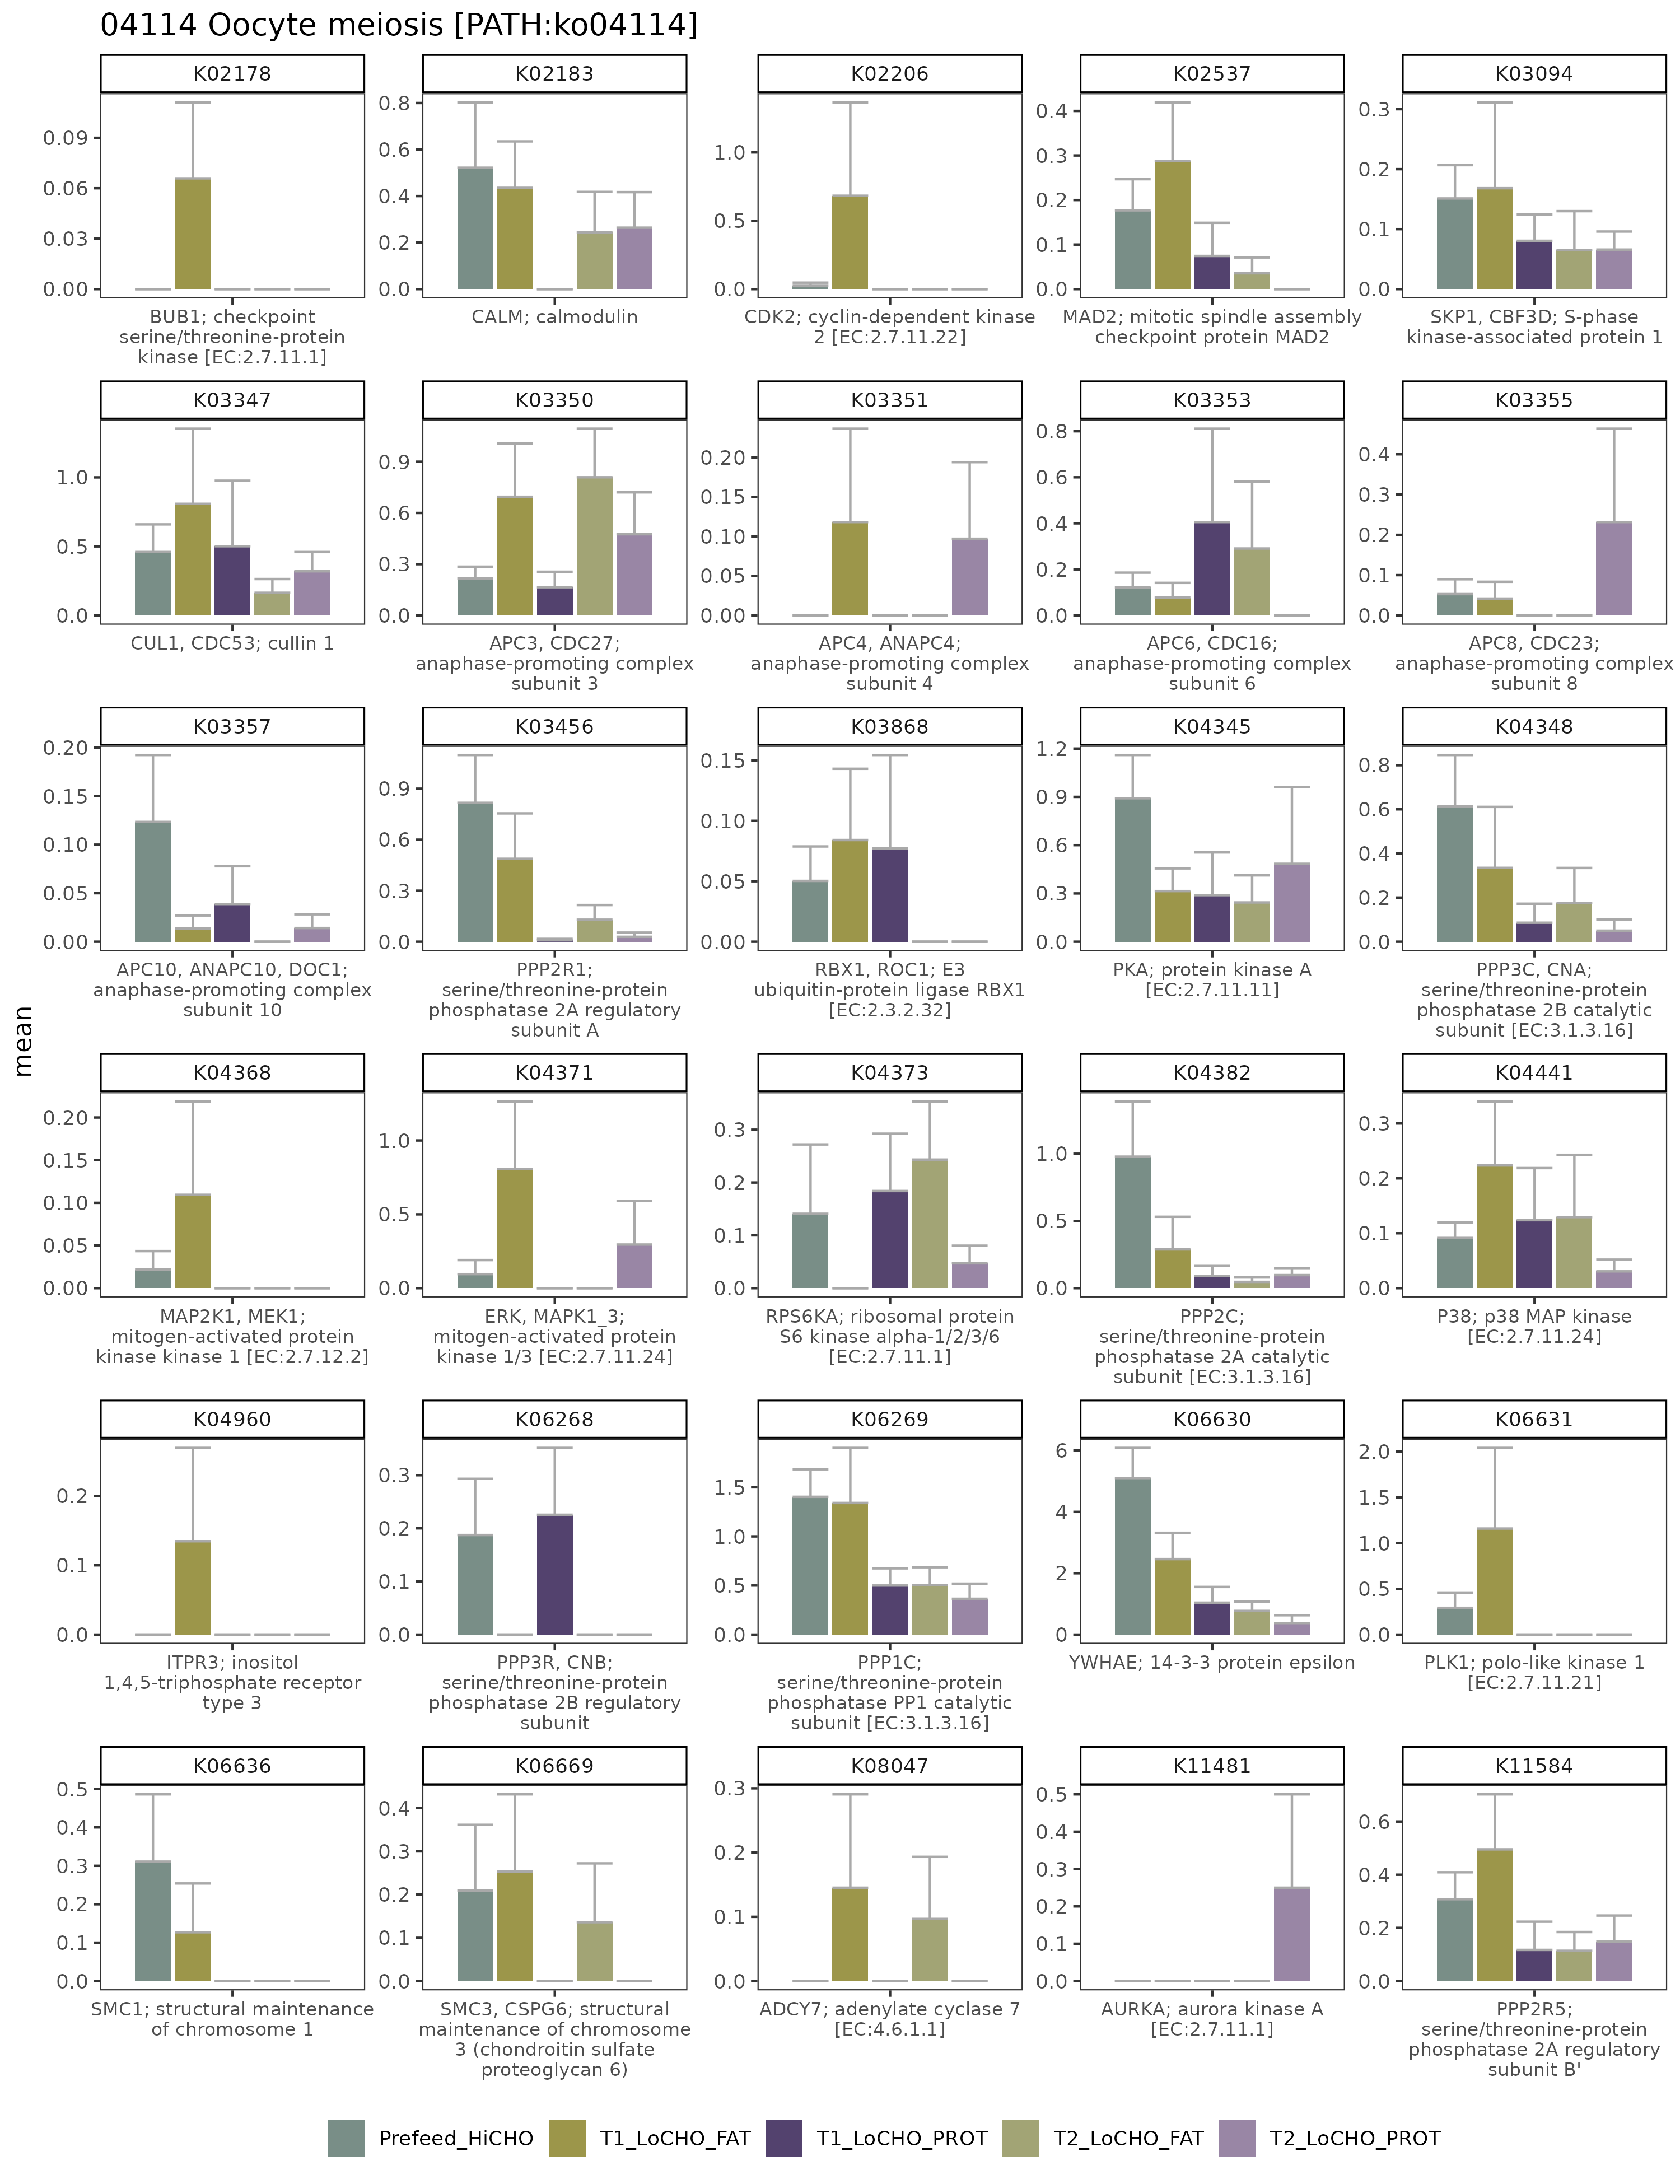 04114 Oocyte meiosis [PATH:ko04114]
K02178
K02183
K02206
K02537
K03094
0.09
0.06
0.03
0.00
0.8
0.6
0.4
0.2
0.0
1.0
0.5
0.0
0.4
0.3
0.2
0.1
0.0
0.3
0.2
0.1
0.0
BUB1; checkpoint
serine/threonine-protein
kinase [EC:2.7.11.1]
CALM; calmodulin
CDK2; cyclin-dependent kinase
2 [EC:2.7.11.22]
MAD2; mitotic spindle assembly
checkpoint protein MAD2
SKP1, CBF3D; S-phase
kinase-associated protein 1
K03347
K03350
K03351
K03353
K03355
1.0
0.5
0.0
0.9
0.6
0.3
0.0
0.20
0.15
0.10
0.05
0.00
0.8
0.6
0.4
0.2
0.0
0.4
0.3
0.2
0.1
0.0
CUL1, CDC53; cullin 1
APC3, CDC27;
anaphase-promoting complex
subunit 3
APC4, ANAPC4;
anaphase-promoting complex
subunit 4
APC6, CDC16;
anaphase-promoting complex
subunit 6
APC8, CDC23;
anaphase-promoting complex
subunit 8
K03357
K03456
K03868
K04345
K04348
0.20
0.15
0.10
0.05
0.00
0.9
0.6
0.3
0.0
0.15
0.10
0.05
0.00
1.2
0.9
0.6
0.3
0.0
0.8
0.6
0.4
0.2
0.0
APC10, ANAPC10, DOC1;
anaphase-promoting complex
subunit 10
PPP2R1;
serine/threonine-protein
phosphatase 2A regulatory
subunit A
RBX1, ROC1; E3
ubiquitin-protein ligase RBX1
[EC:2.3.2.32]
PKA; protein kinase A
[EC:2.7.11.11]
PPP3C, CNA;
serine/threonine-protein
phosphatase 2B catalytic
subunit [EC:3.1.3.16]
mean
K04368
K04371
K04373
K04382
K04441
0.20
0.15
0.10
0.05
0.00
1.0
0.5
0.0
0.3
0.2
0.1
0.0
1.0
0.5
0.0
0.3
0.2
0.1
0.0
MAP2K1, MEK1;
mitogen-activated protein
kinase kinase 1 [EC:2.7.12.2]
ERK, MAPK1_3;
mitogen-activated protein
kinase 1/3 [EC:2.7.11.24]
RPS6KA; ribosomal protein
S6 kinase alpha-1/2/3/6
[EC:2.7.11.1]
PPP2C;
serine/threonine-protein
phosphatase 2A catalytic
subunit [EC:3.1.3.16]
P38; p38 MAP kinase
[EC:2.7.11.24]
K04960
K06268
K06269
K06630
K06631
0.2
0.1
0.0
0.3
0.2
0.1
0.0
1.5
1.0
0.5
0.0
6
4
2
0
2.0
1.5
1.0
0.5
0.0
ITPR3; inositol
1,4,5-triphosphate receptor
type 3
PPP3R, CNB;
serine/threonine-protein
phosphatase 2B regulatory
subunit
PPP1C;
serine/threonine-protein
phosphatase PP1 catalytic
subunit [EC:3.1.3.16]
YWHAE; 14-3-3 protein epsilon
PLK1; polo-like kinase 1
[EC:2.7.11.21]
K06636
K06669
K08047
K11481
K11584
0.5
0.4
0.3
0.2
0.1
0.0
0.4
0.3
0.2
0.1
0.0
0.3
0.2
0.1
0.0
0.5
0.4
0.3
0.2
0.1
0.0
0.6
0.4
0.2
0.0
SMC1; structural maintenance
of chromosome 1
SMC3, CSPG6; structural
maintenance of chromosome
3 (chondroitin sulfate
proteoglycan 6)
ADCY7; adenylate cyclase 7
[EC:4.6.1.1]
AURKA; aurora kinase A
[EC:2.7.11.1]
PPP2R5;
serine/threonine-protein
phosphatase 2A regulatory
subunit B'
Prefeed_HiCHO
T1_LoCHO_FAT
T1_LoCHO_PROT
T2_LoCHO_FAT
T2_LoCHO_PROT